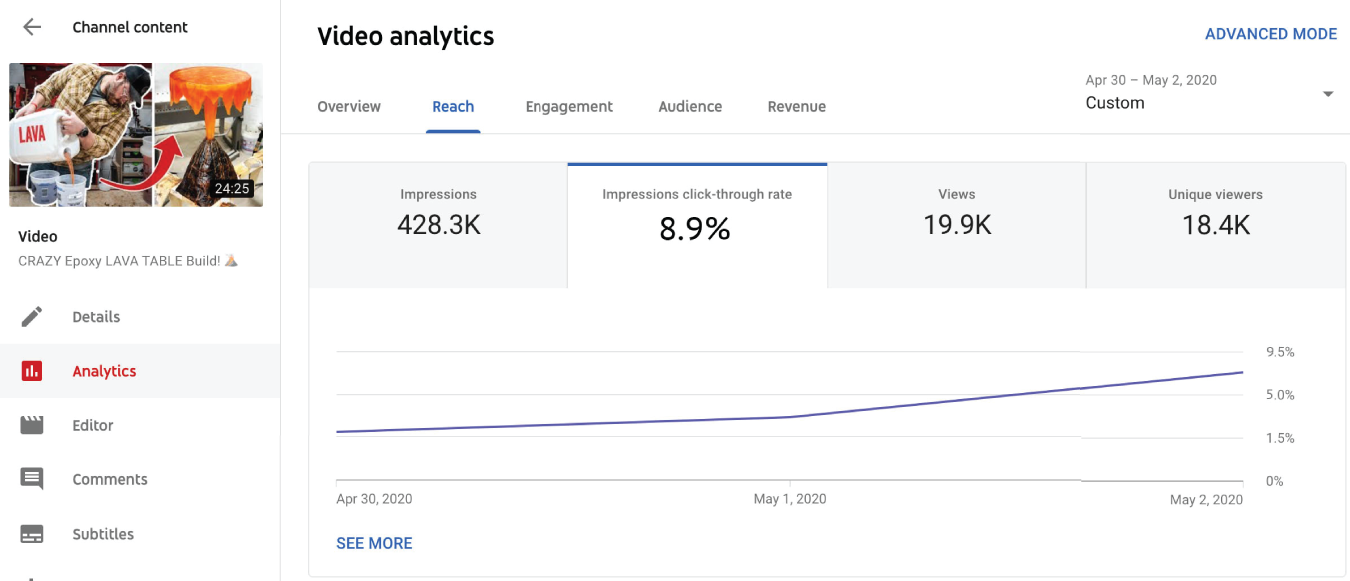 Channel content
LAVA
24:25
Video
CRAZY Epoxy LAVA TABLE Build! 🌋
Details
Analytics
Editor
Comments
Subtitles
Video analytics
ADVANCED MODE
Overview
Reach
Engagement
Audience
Revenue
Apr 30 – May 2, 2020
Custom
Impressions
428.3K
Impressions click-through rate
8.9%
Views
19.9K
Unique viewers
18.4K
9.5%
5.0%
1.5%
0%
Apr 30, 2020
May 1, 2020
May 2, 2020
SEE MORE